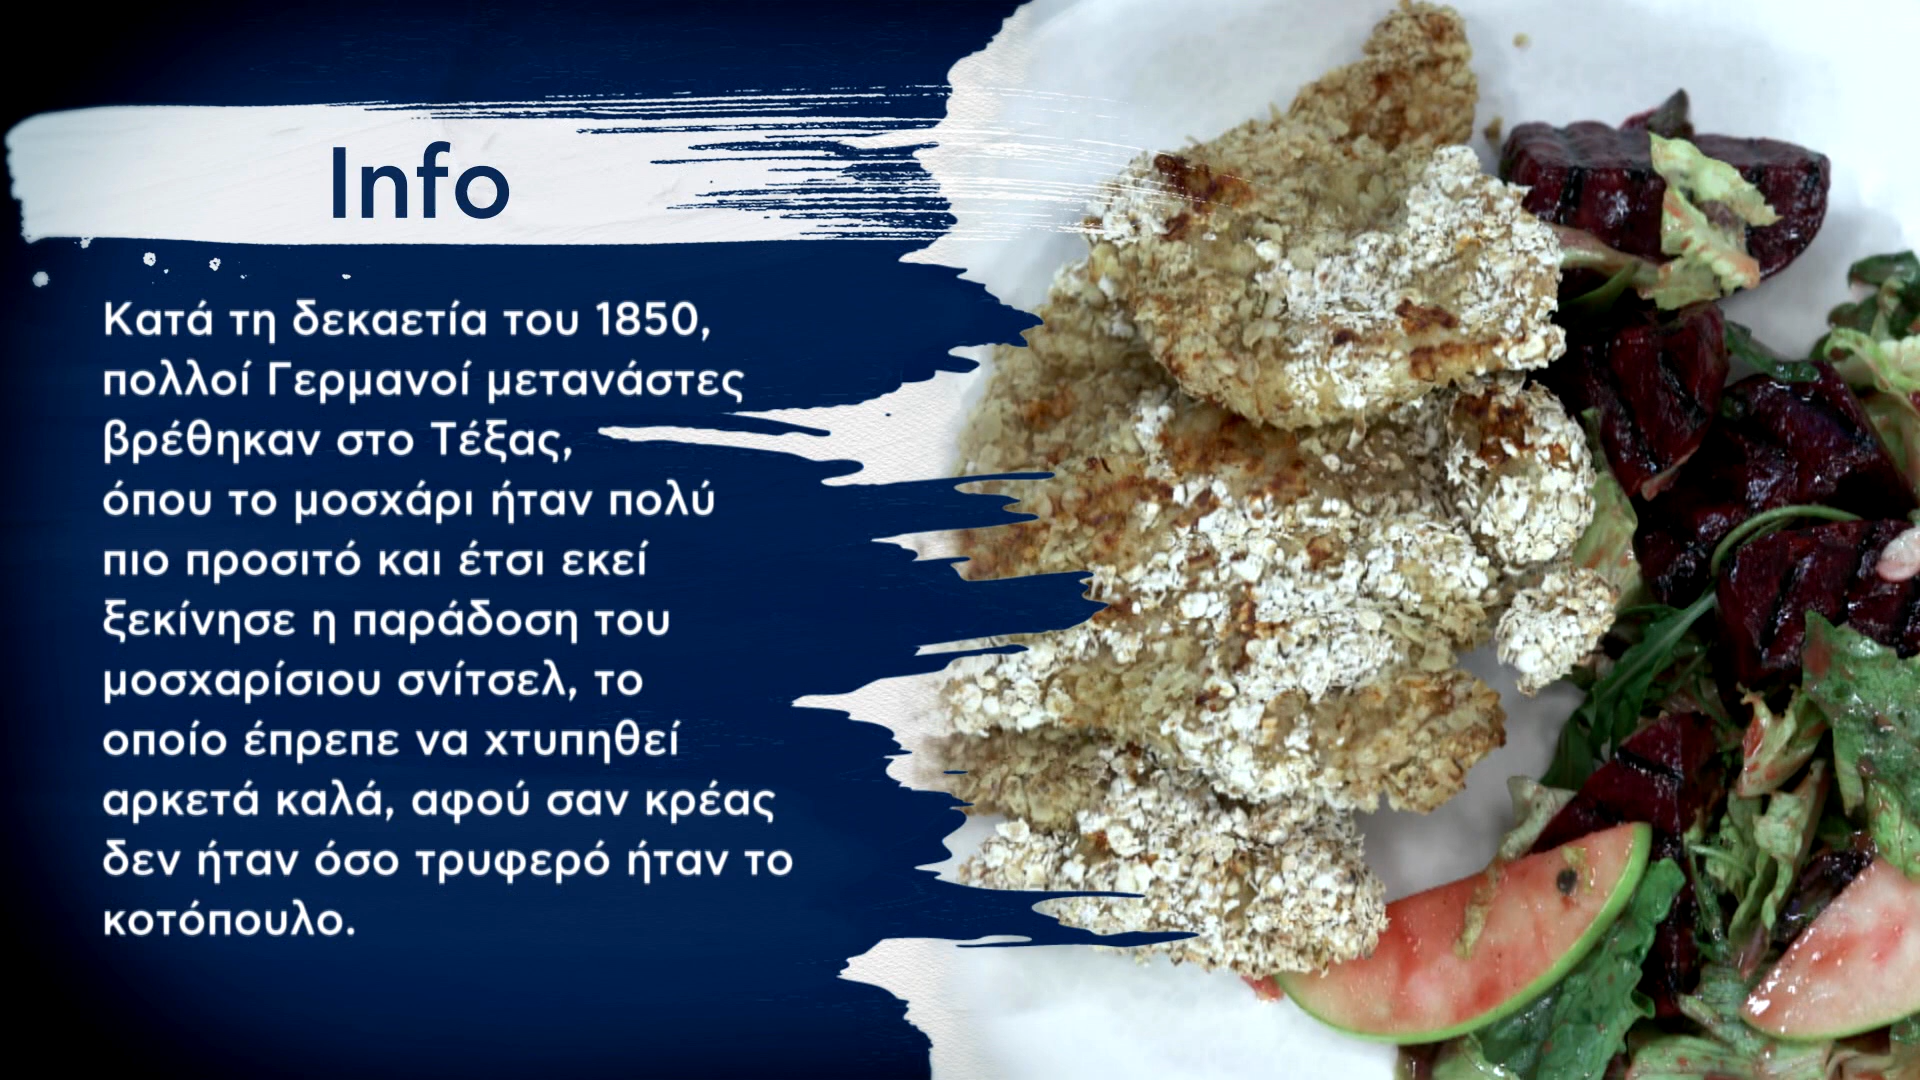 Info
Κατά τη δεκαετία του 1850,
πολλοί Γερμανοί μετανάστες
βρέθηκαν στο Τέξας,
όπου το μοσχάρι ήταν πολύ
πιο προσιτό και έτσι εκεί
ξεκίνησε η παράδοση του
μοσχαρίσιου σνίτσελ, το
οποίο έπρεπε να χτυπηθεί
αρκετά καλά, αφού σαν κρέας
δεν ήταν όσο τρυφερό ήταν το
κοτόπουλο.